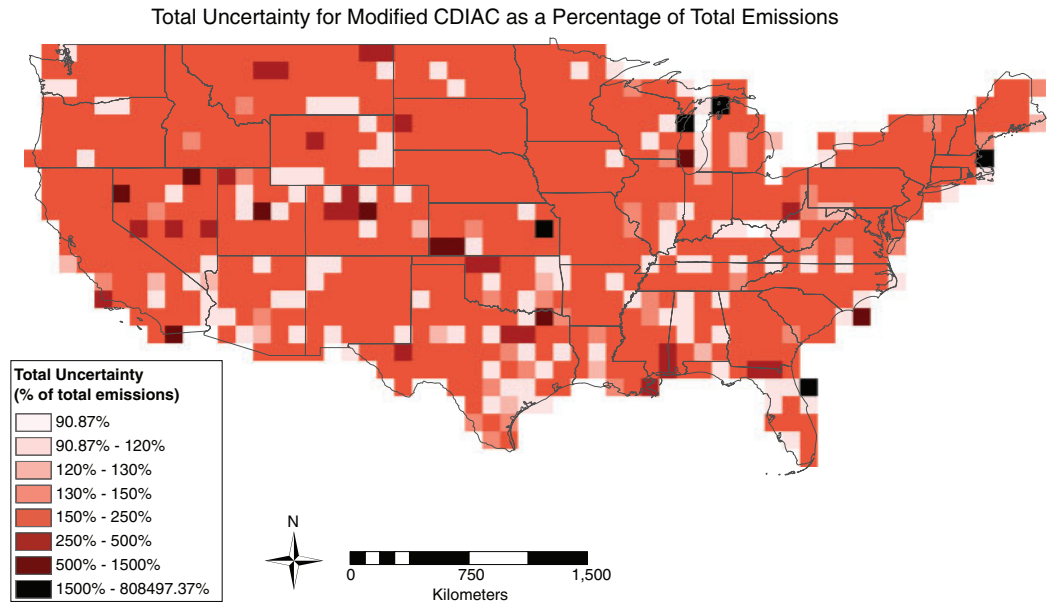 Total Uncertainty for Modified CDIAC as a Percentage of Total Emissions
Total Uncertainty
(% of total emissions)
90.87%
90.87% - 120%
120% - 130%
130% - 150%
150% - 250%
250% - 500%
500% - 1500%
1500% - 808497.37%
N
0 750 1,500
Kilometers